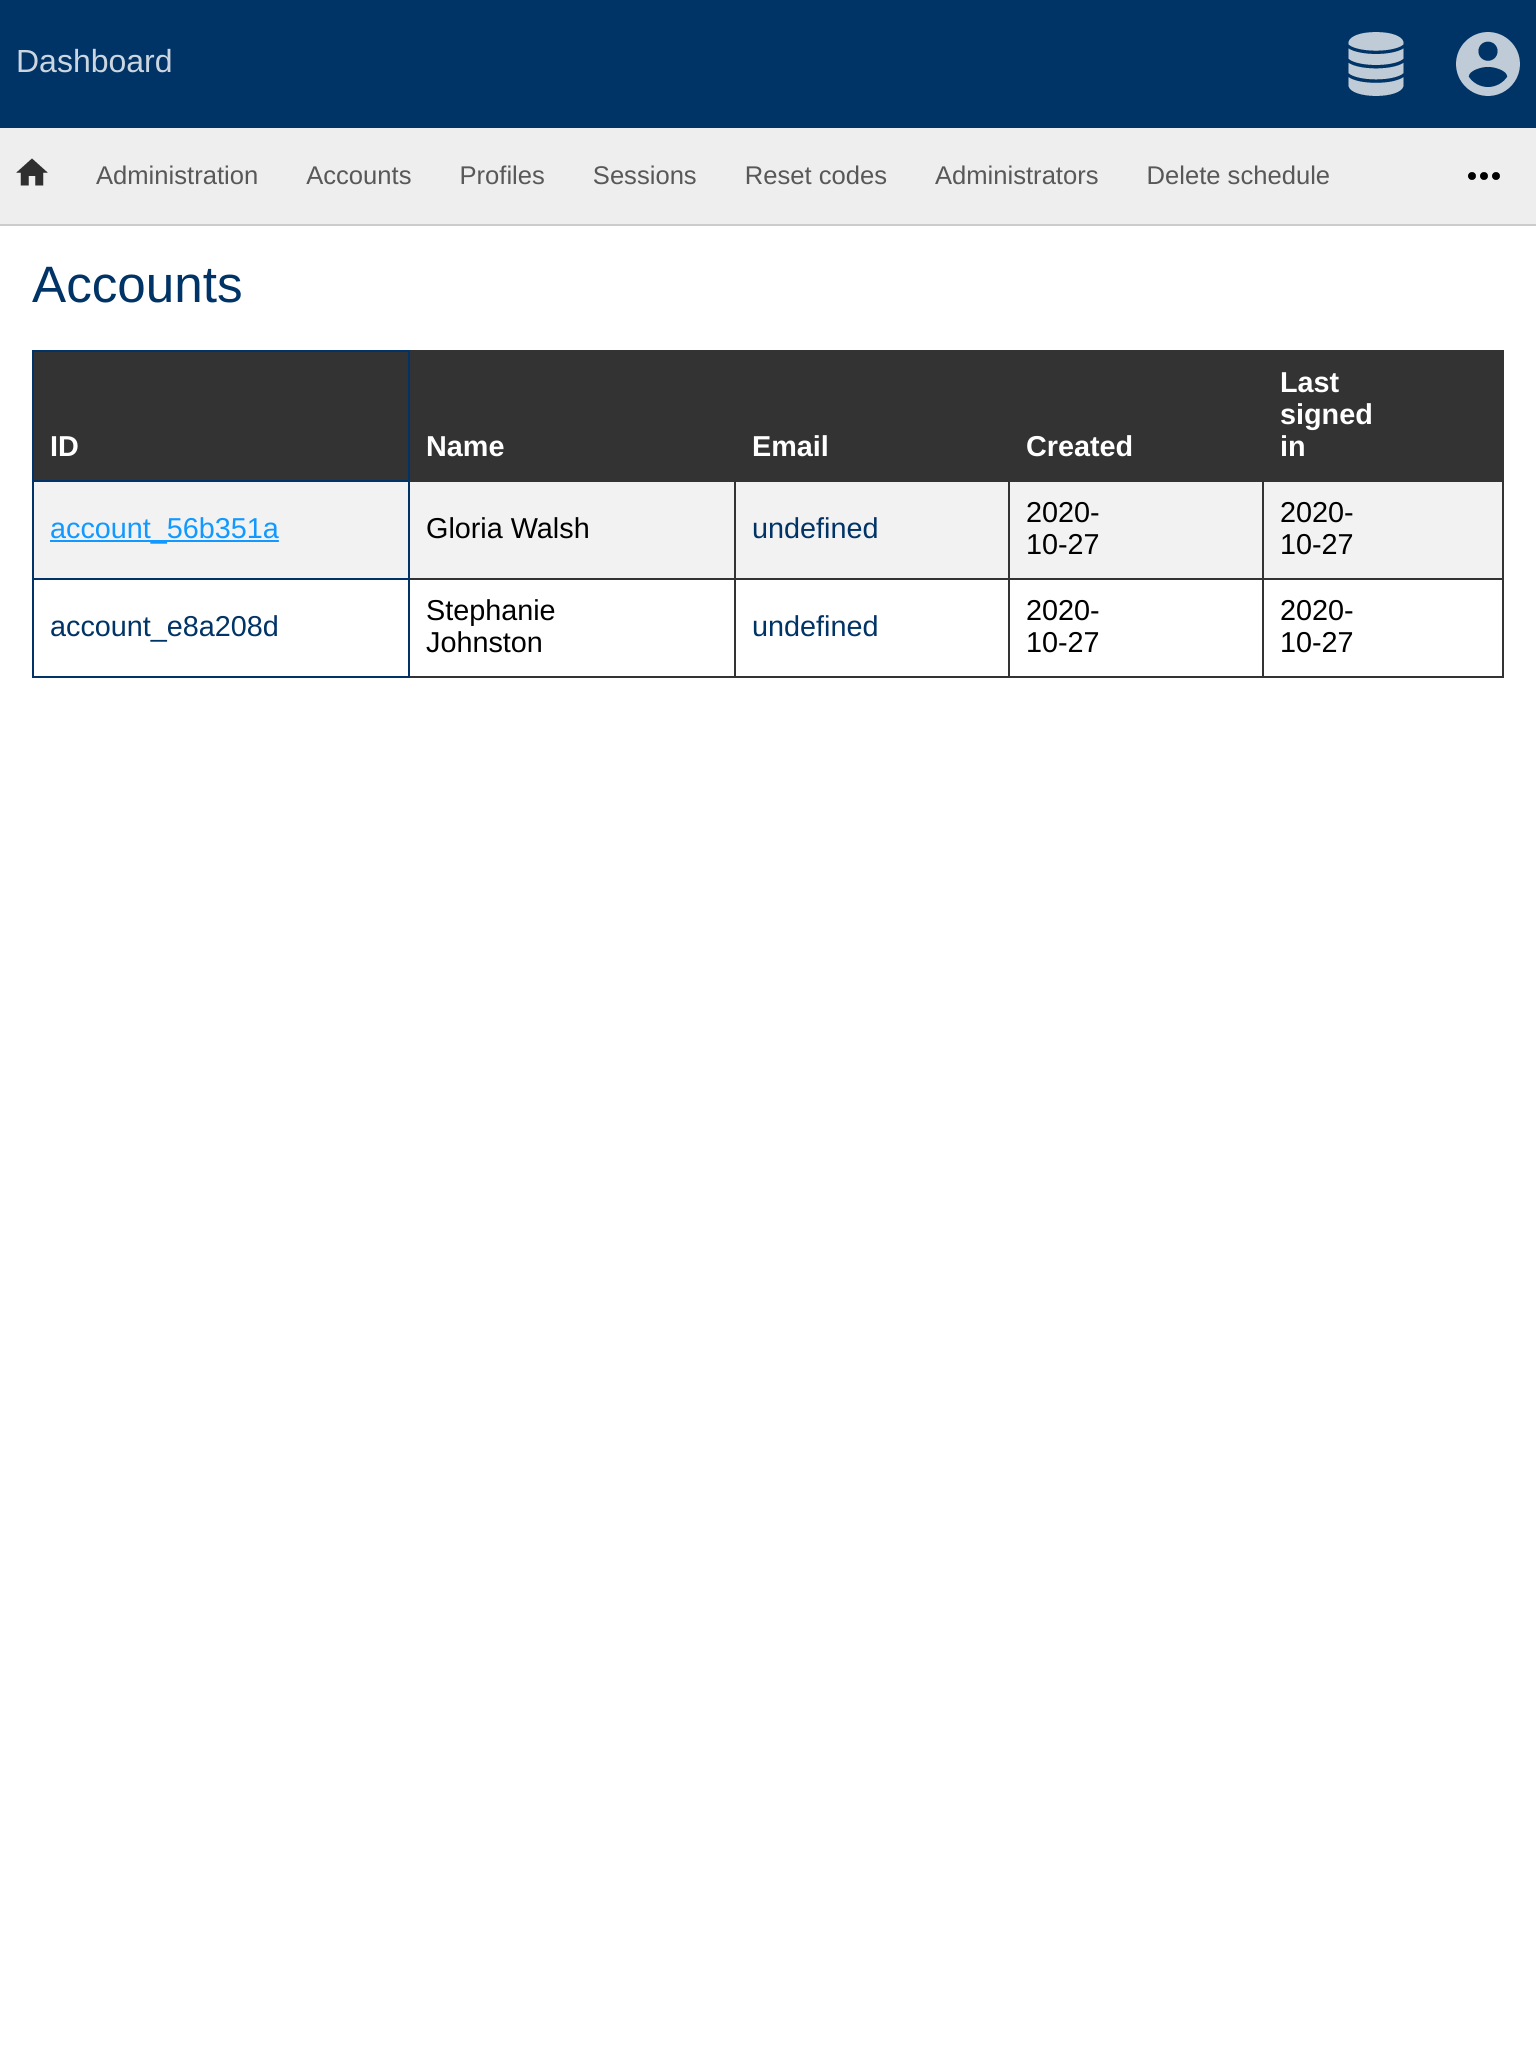 Dashboard
Administration Accounts Profiles Sessions Reset codes Administrators Delete schedule
Accounts
ID Name Email Created Last signed in
account_56b351a Gloria Walsh undefined 2020-10-27 2020-10-27
account_e8a208d Stephanie Johnston undefined 2020-10-27 2020-10-27